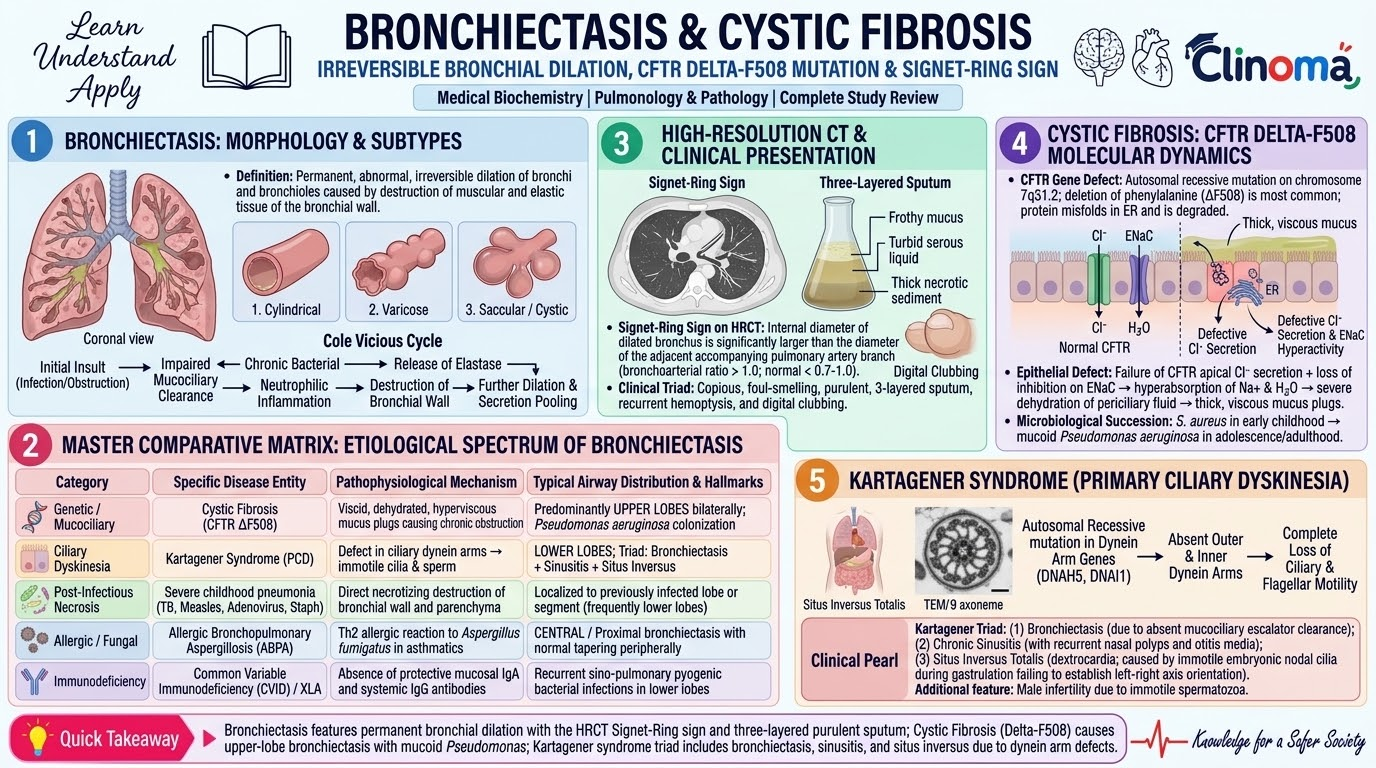 Learn
Understand
Apply
BRONCHIECTASIS & CYSTIC FIBROSIS
IRREVERSIBLE BRONCHIAL DILATION, CFTR DELTA-F508 MUTATION & SIGNET-RING SIGN
Medical Biochemistry | Pulmonology & Pathology | Complete Study Review
Clinoma
1 BRONCHIECTASIS: MORPHOLOGY & SUBTYPES
• Definition: Permanent, abnormal, irreversible dilation of bronchi
and bronchioles caused by destruction of muscular and elastic
tissue of the bronchial wall.
1. Cylindrical
2. Varicose
3. Saccular / Cystic
Coronal view
Cole Vicious Cycle
Initial Insult
(Infection/Obstruction)
Impaired
Mucociliary
Clearance
Chronic Bacterial
Release of Elastase
Neutrophilic
Inflammation
Destruction of
Bronchial Wall
Further Dilation &
Secretion Pooling
2 MASTER COMPARATIVE MATRIX: ETIOLOGICAL SPECTRUM OF BRONCHIECTASIS
Category
Specific Disease Entity
Pathophysiological Mechanism
Typical Airway Distribution & Hallmarks
Genetic /
Mucociliary
Cystic Fibrosis
(CFTR ΔF508)
Viscid, dehydrated, hyperviscous
mucus plugs causing chronic obstruction
Predominantly UPPER LOBES bilaterally;
Pseudomonas aeruginosa colonization
Ciliary
Dyskinesia
Kartagener Syndrome (PCD)
Defect in ciliary dynein arms →
immotile cilia & sperm
LOWER LOBES; Triad: Bronchiectasis
+ Sinusitis + Situs Inversus
Post-Infectious
Necrosis
Severe childhood pneumonia
(TB, Measles, Adenovirus, Staph)
Direct necrotizing destruction of
bronchial wall and parenchyma
Localized to previously infected lobe or
segment (frequently lower lobes)
Allergic / Fungal
Allergic Bronchopulmonary
Aspergillosis (ABPA)
Th2 allergic reaction to Aspergillus
fumigatus in asthmatics
CENTRAL / Proximal bronchiectasis with
normal tapering peripherally
Immunodeficiency
Common Variable
Immunodeficiency (CVID) / XLA
Absence of protective mucosal IgA
and systemic IgG antibodies
Recurrent sino-pulmonary pyogenic
bacterial infections in lower lobes
3 HIGH-RESOLUTION CT &
CLINICAL PRESENTATION
Signet-Ring Sign
Three-Layered Sputum
Frothy mucus
Turbid serous
liquid
Thick necrotic
sediment
• Signet-Ring Sign on HRCT: Internal diameter of
dilated bronchus is significantly larger than the diameter
of the adjacent accompanying pulmonary artery branch
(bronchoarterial ratio > 1.0; normal < 0.7-1.0).
Digital Clubbing
• Clinical Triad: Copious, foul-smelling, purulent, 3-layered sputum,
recurrent hemoptysis, and digital clubbing.
4 CYSTIC FIBROSIS: CFTR DELTA-F508
MOLECULAR DYNAMICS
• CFTR Gene Defect: Autosomal recessive mutation on chromosome
7qS1.2; deletion of phenylalanine (ΔF508) is most common;
protein misfolds in ER and is degraded.
Cl⁻
ENaC
Thick, viscous mucus
ER
Cl⁻
H₂O
Normal CFTR
Defective
Cl⁻ Secretion
Defective Cl⁻
Secretion & ENaC
Hyperactivity
• Epithelial Defect: Failure of CFTR apical Cl⁻ secretion + loss of
inhibition on ENaC → hyperabsorption of Na+ & H₂O → severe
dehydration of periciliary fluid → thick, viscous mucus plugs.
• Microbiological Succession: S. aureus in early childhood →
mucoid Pseudomonas aeruginosa in adolescence/adulthood.
5 KARTAGENER SYNDROME (PRIMARY CILIARY DYSKINESIA)
Situs Inversus Totalis
TEM/9 axoneme
Autosomal Recessive
mutation in Dynein
Arm Genes
(DNAH5, DNAI1)
Absent Outer
& Inner
Dynein Arms
Complete
Loss of
Ciliary &
Flagellar Motility
Clinical Pearl
Kartagener Triad: (1) Bronchiectasis (due to absent mucociliary escalator clearance);
(2) Chronic Sinusitis (with recurrent nasal polyps and otitis media);
(3) Situs Inversus Totalis (dextrocardia; caused by immotile embryonic nodal cilia
during gastrulation failing to establish left-right axis orientation).
Additional feature: Male infertility due to immotile spermatozoa.
Quick Takeaway
Bronchiectasis features permanent bronchial dilation with the HRCT Signet-Ring sign and three-layered purulent sputum; Cystic Fibrosis (Delta-F508) causes
upper-lobe bronchiectasis with mucoid Pseudomonas; Kartagener syndrome triad includes bronchiectasis, sinusitis, and situs inversus due to dynein arm defects.
Knowledge for a Safer Society